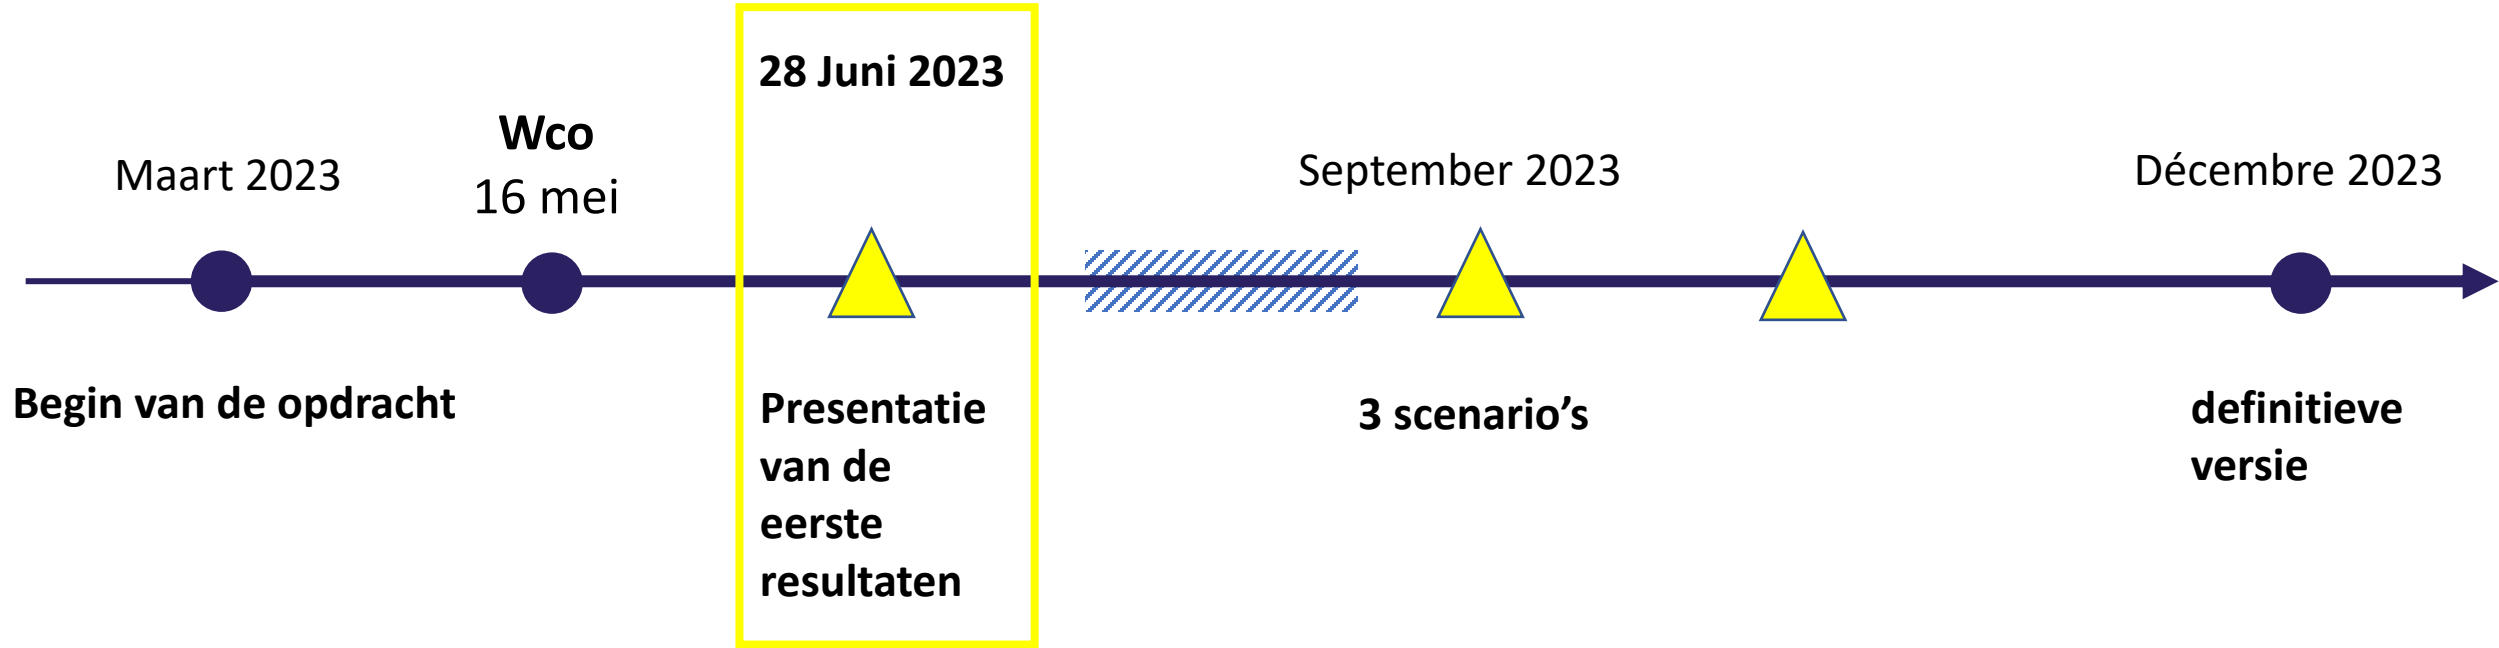 Maart 2023
Wco
16 mei
28 Juni 2023
September 2023
Décembre 2023
Begin van de opdracht
Presentatie
van de
eerste
resultaten
3 scenario’s
definitieve
versie